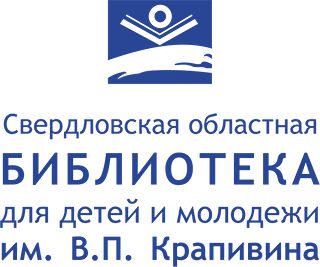 Свердловская областная
БИБЛИОТЕКА
для детей и молодежи
им. В.П. Крапивина